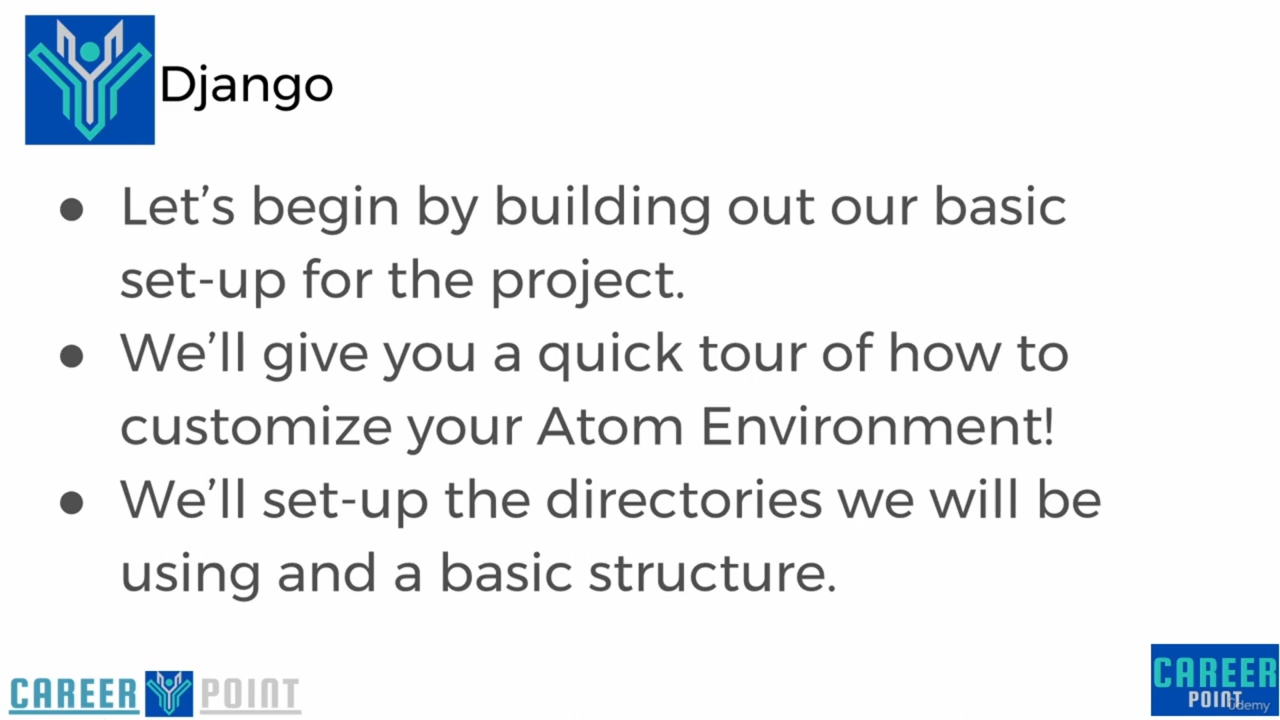 Django
● Let’s begin by building out our basic
set-up for the project.
● We’ll give you a quick tour of how to
customize your Atom Environment!
● We’ll set-up the directories we will be
using and a basic structure.
CAREER POINT
CAREER
POINT
Udemy